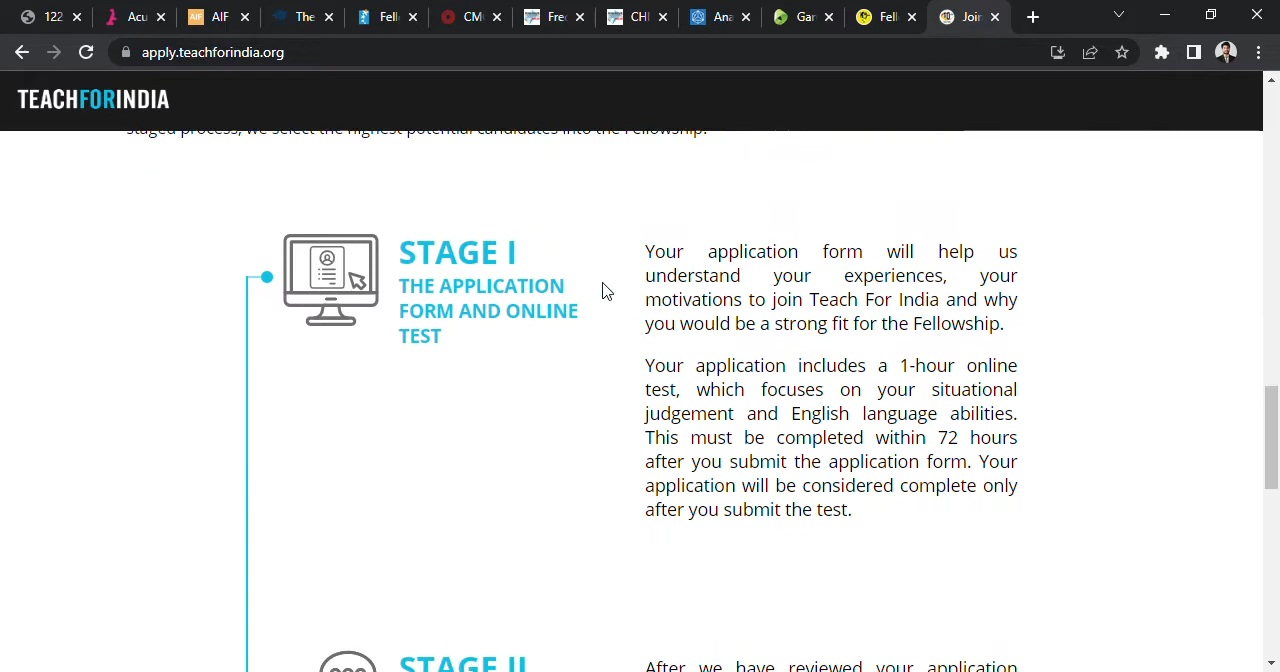 122 Acu AIF AIF The Fell CM Free CHI Ana Gar Fell Join
apply.teachforindia.org
TEACHFORINDIA
staged process, we select the highest potential candidates into the Fellowship.
STAGE I
THE APPLICATION
FORM AND ONLINE
TEST
Your application form will help us
understand your experiences, your
motivations to join Teach For India and why
you would be a strong fit for the Fellowship.
Your application includes a 1-hour online
test, which focuses on your situational
judgement and English language abilities.
This must be completed within 72 hours
after you submit the application form. Your
application will be considered complete only
after you submit the test.
STAGE II
After we have reviewed your application